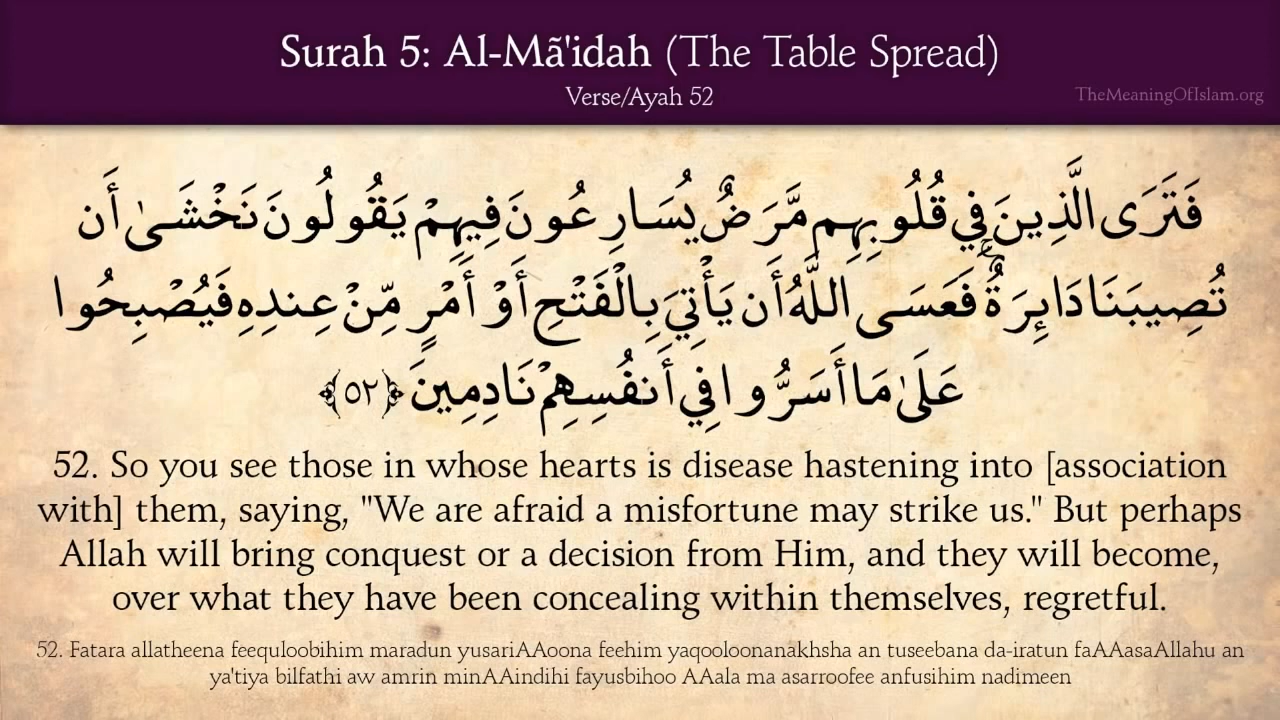 Surah 5: Al-Mã'idah (The Table Spread)
Verse/Ayah 52
TheMeaningOfIslam.org
فَتَرَى الَّذِينَ فِي قُلُوبِهِم مَّرَضٌ يُسَارِعُونَ فِيهِمْ يَقُولُونَ نَخْشَىٰ أَن
تُصِيبَنَا دَائِرَةٌ ۚ فَعَسَى اللَّهُ أَن يَأْتِيَ بِالْفَتْحِ أَوْ أَمْرٍ مِّنْ عِندِهِ فَيُصْبِحُوا
عَلَىٰ مَا أَسَرُّوا فِي أَنفُسِهِمْ نَادِمِينَ ﴿٥٢﴾
52. So you see those in whose hearts is disease hastening into [association
with] them, saying, "We are afraid a misfortune may strike us." But perhaps
Allah will bring conquest or a decision from Him, and they will become,
over what they have been concealing within themselves, regretful.
52. Fatara allatheena feequloobihim maradun yusariAAoona feehim yaqooloonanakhsha an tuseebana da-iratun faAAasaAllahu an
ya'tiya bilfathi aw amrin minAAindihi fayusbihoo AAala ma asarroofee anfusihim nadimeen